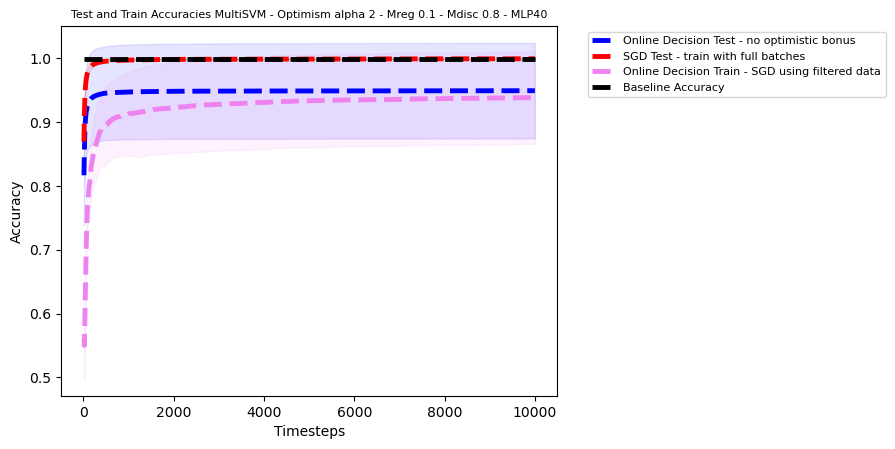 Test and Train Accuracies MultiSVM - Optimism alpha 2 - Mreg 0.1 - Mdisc 0.8 - MLP40
Online Decision Test - no optimistic bonus
SGD Test - train with full batches
Online Decision Train - SGD using filtered data
Baseline Accuracy
Accuracy
1.0
0.9
0.8
0.7
0.6
0.5
0
2000
4000
6000
8000
10000
Timesteps